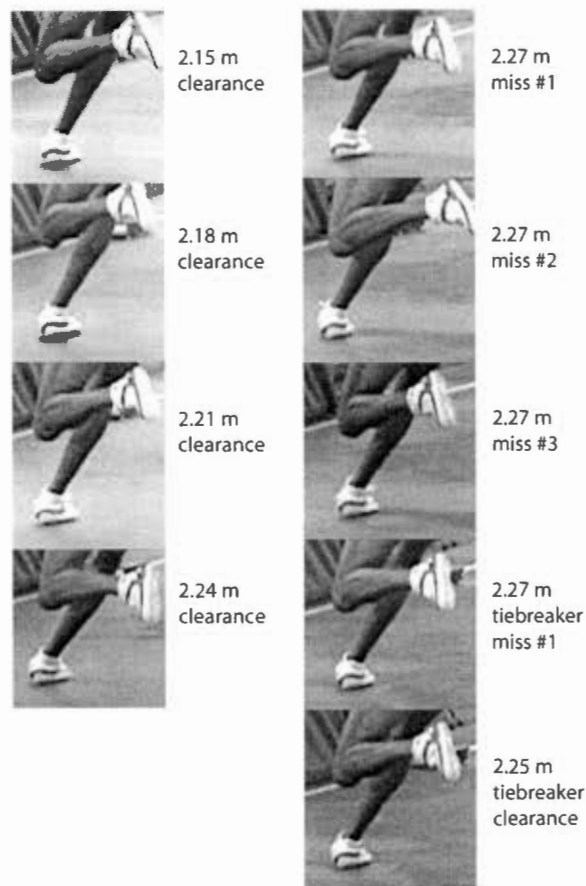 2.15 m
clearance
2.18 m
clearance
2.21 m
clearance
2.24 m
clearance
2.27 m
miss #1
2.27 m
miss #2
2.27 m
miss #3
2.27 m
tiebreaker
miss #1
2.25 m
tiebreaker
clearance